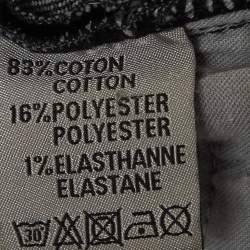 83% COTON
COTTON
16% POLYESTER
POLYESTER
1% ELASTHANNE
ELASTANE
30°